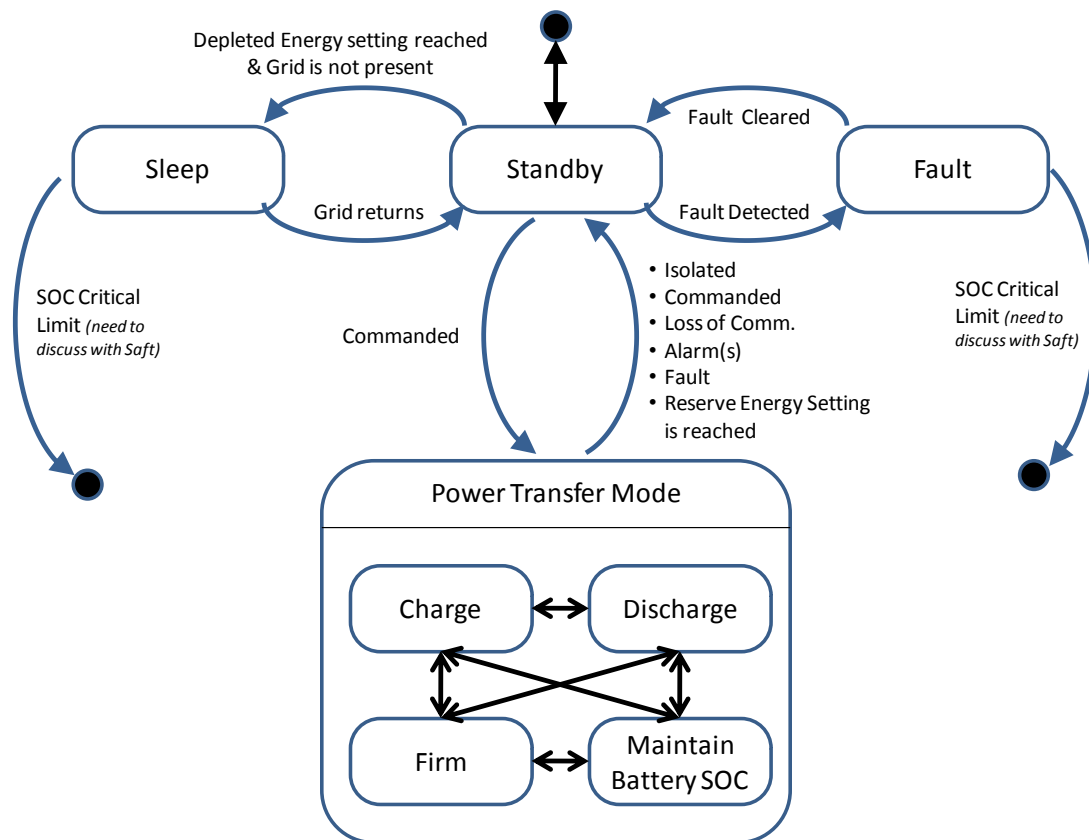 Depleted Energy setting reached
& Grid is not present
Fault Cleared
Sleep
Standby
Fault
Grid returns
Fault Detected
SOC Critical
Limit (need to
discuss with Saft)
Commanded
• Isolated
• Commanded
• Loss of Comm.
• Alarm(s)
• Fault
• Reserve Energy Setting
is reached
SOC Critical
Limit (need to
discuss with Saft)
Power Transfer Mode
Charge
Discharge
Firm
Maintain
Battery SOC